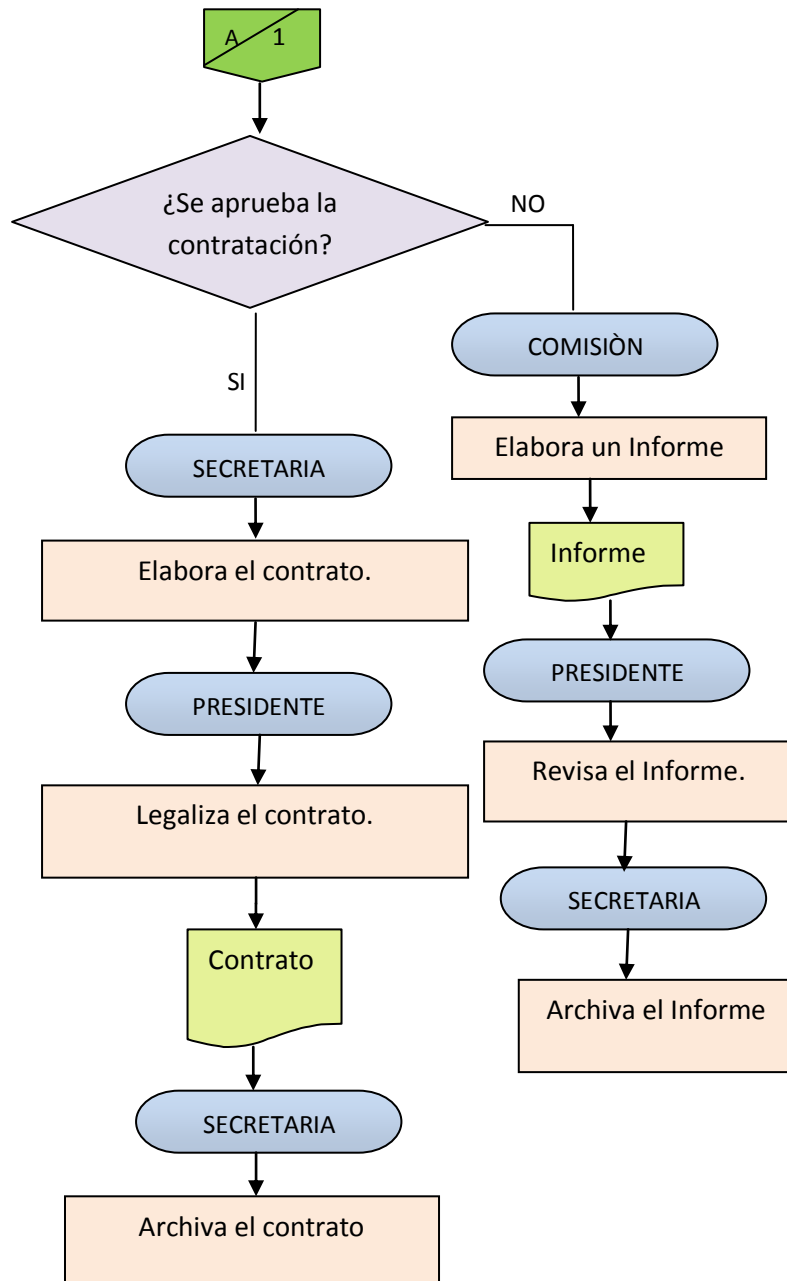 A 1
¿Se aprueba la
contratación?
NO
SI
COMISIÒN
Elabora un Informe
SECRETARIA
Informe
Elabora el contrato.
PRESIDENTE
PRESIDENTE
Revisa el Informe.
Legaliza el contrato.
SECRETARIA
Contrato
Archiva el Informe
SECRETARIA
Archiva el contrato